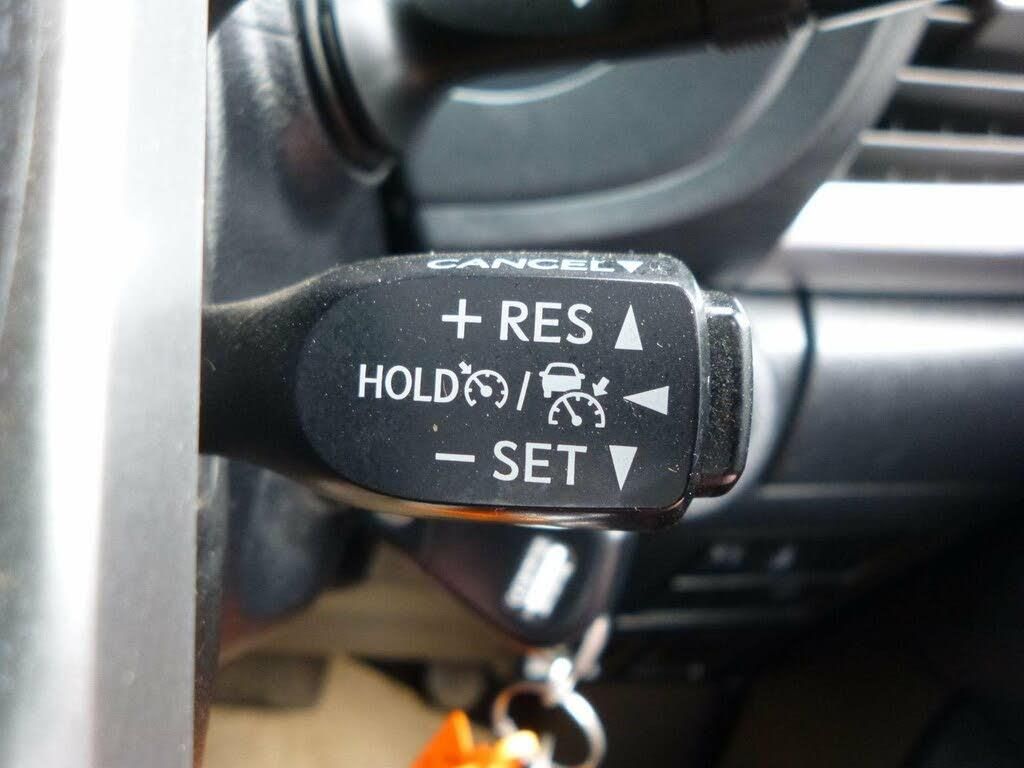 CANCEL▼
+ RES ▲
HOLD / ◀
− SET ▼